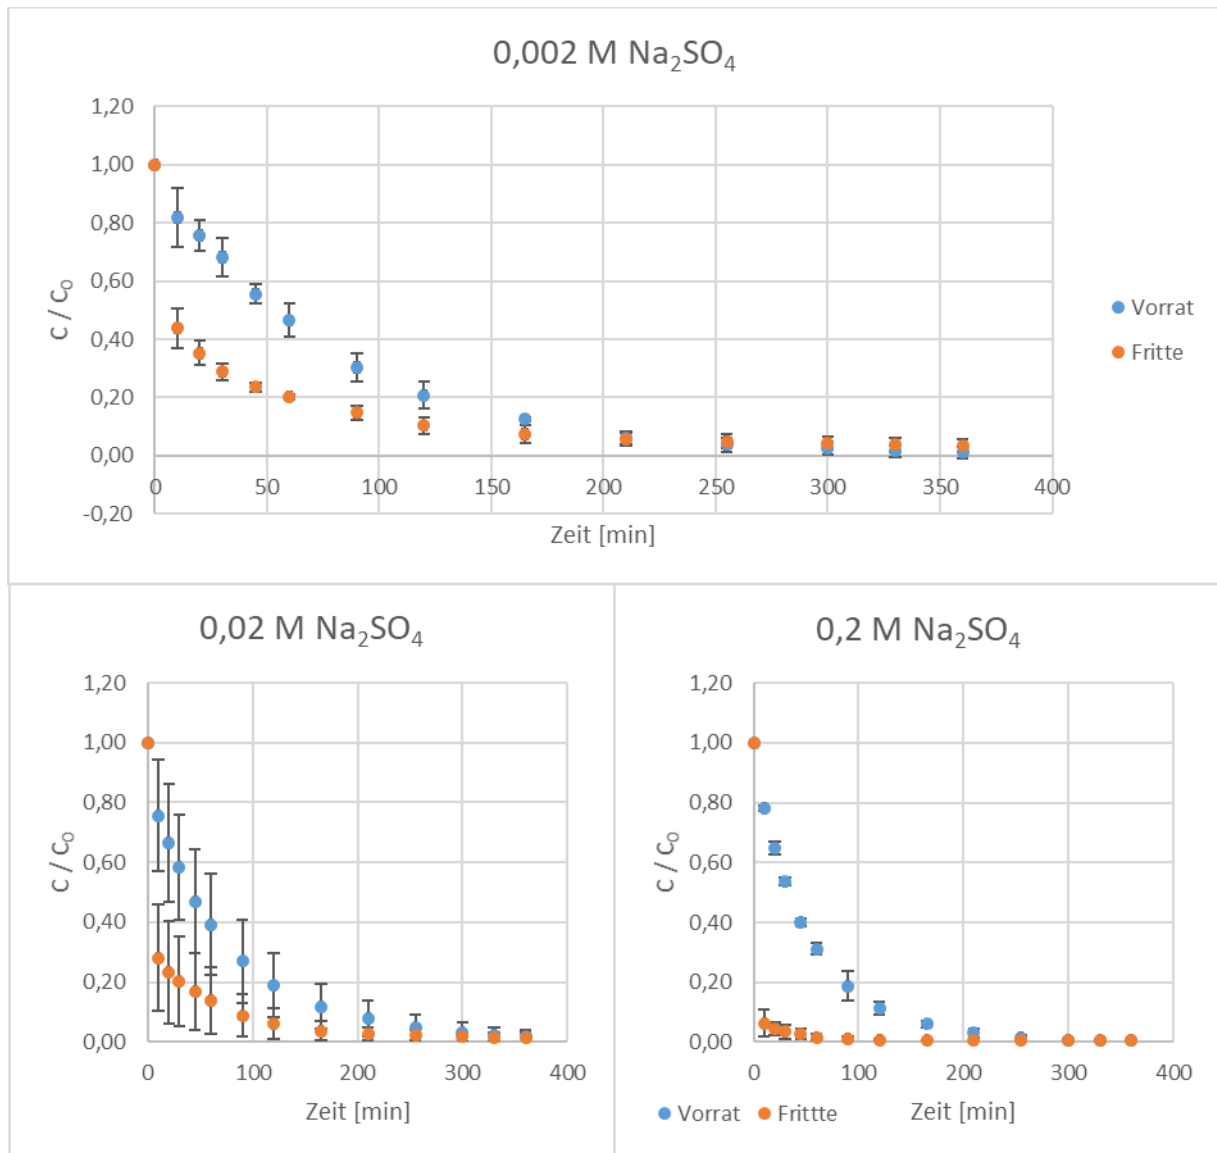 0,002 M Na₂SO₄
1,20
1,00
0,80
0,60
0,40
0,20
0,00
-0,20
C / C₀
0 50 100 150 200 250 300 350 400
Zeit [min]
Vorrat
Fritte
0,02 M Na₂SO₄
1,20
1,00
0,80
0,60
0,40
0,20
0,00
C / C₀
0 100 200 300 400
Zeit [min]
0,2 M Na₂SO₄
1,20
1,00
0,80
0,60
0,40
0,20
0,00
C / C₀
0 100 200 300 400
Vorrat Frittte Zeit [min]